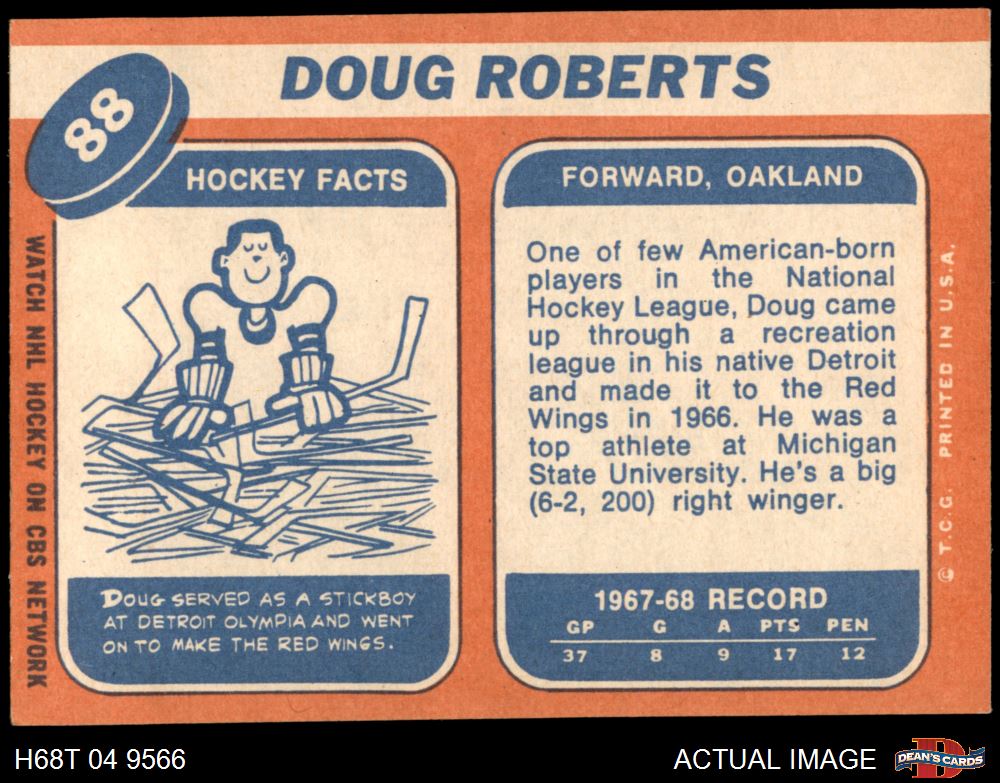 88
DOUG ROBERTS
HOCKEY FACTS
DOUG SERVED AS A STICKBOY
AT DETROIT OLYMPIA AND WENT
ON TO MAKE THE RED WINGS.
WATCH NHL HOCKEY ON CBS NETWORK
FORWARD, OAKLAND
One of few American-born
players in the National
Hockey League, Doug came
up through a recreation
league in his native Detroit
and made it to the Red
Wings in 1966. He was a
top athlete at Michigan
State University. He's a big
(6-2, 200) right winger.
1967-68 RECORD
GP G A PTS PEN
37 8 9 17 12
© T.C.G. PRINTED IN U.S.A.
H68T 04 9566
ACTUAL IMAGE
D
DEAN'S CARDS